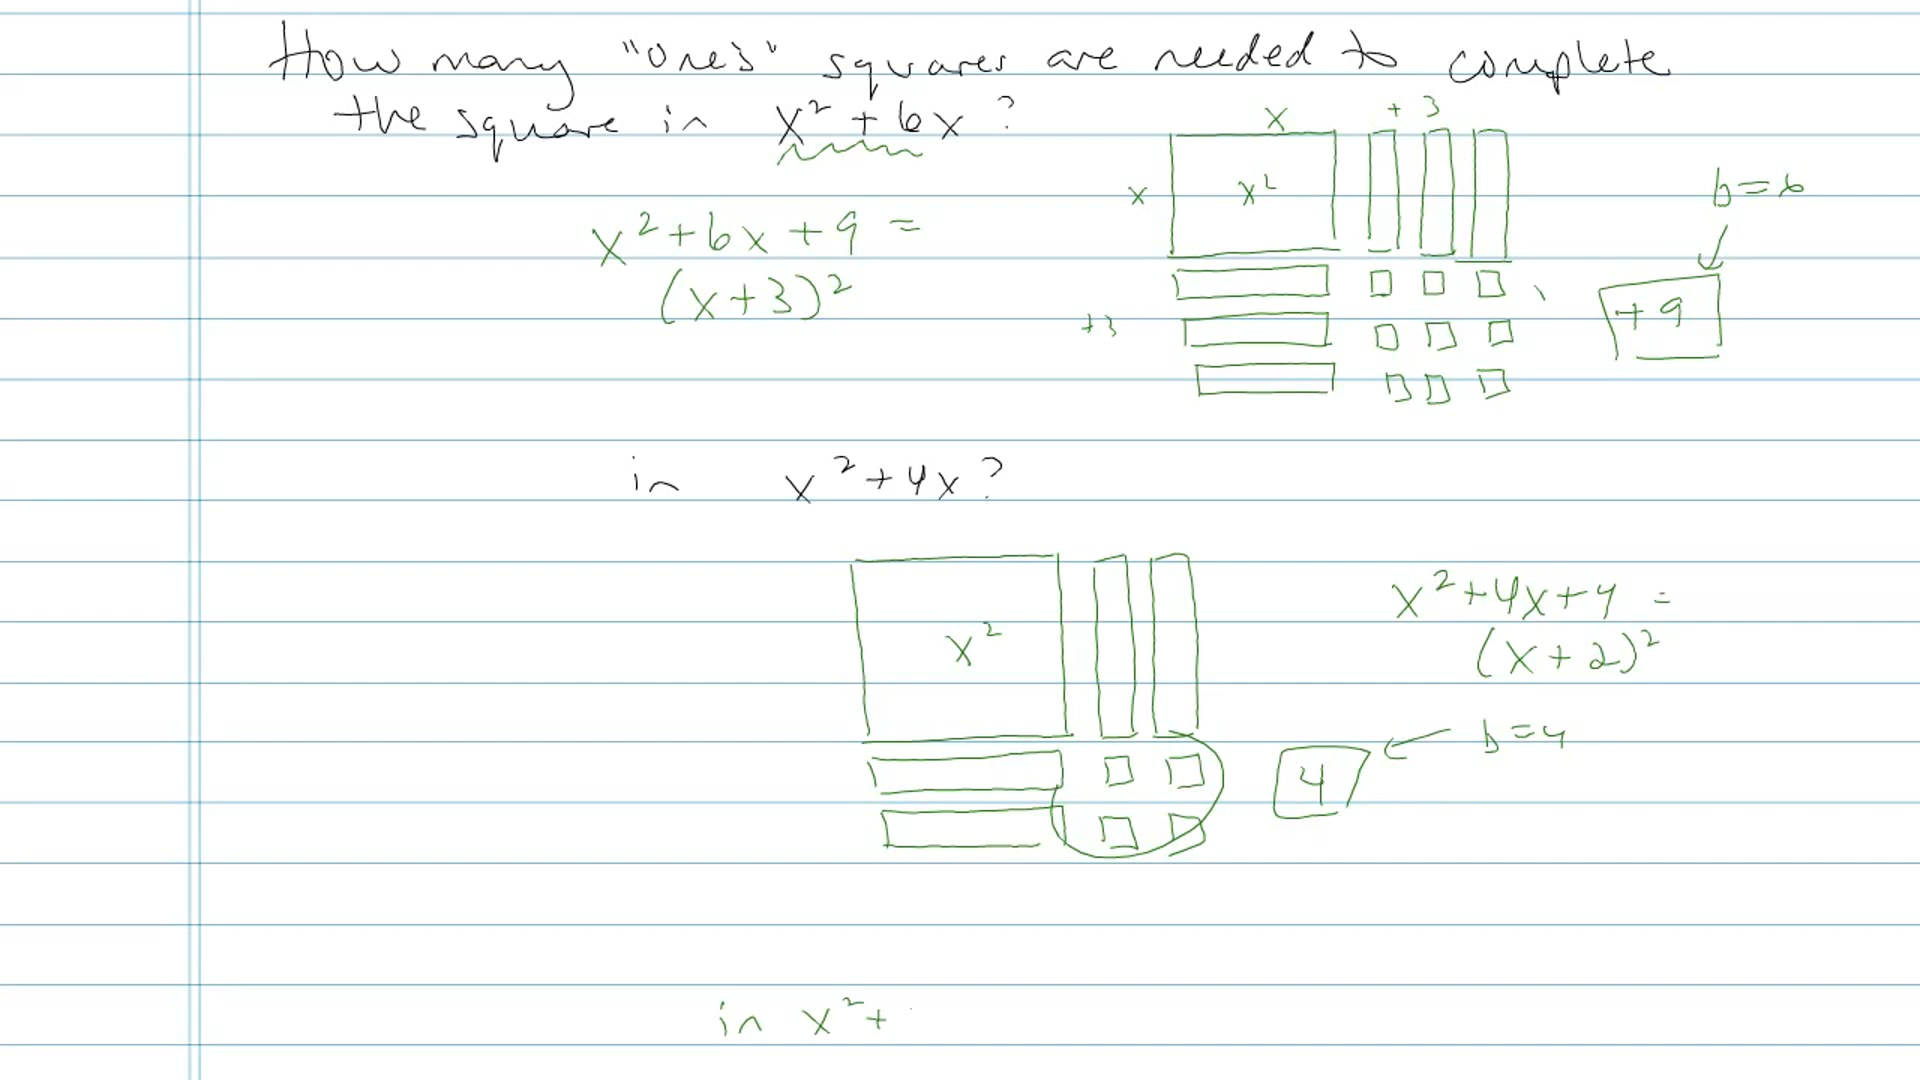 How many "one's" squares are needed to complete
the square in x² + 6x ?
x + 3
x
x²
b = 6
x² + 6x + 9 =
(x + 3)²
+3
+ 9
in x² + 4x ?
x²
x² + 4x + 4 =
(x + 2)²
b = 4
4
in x² +